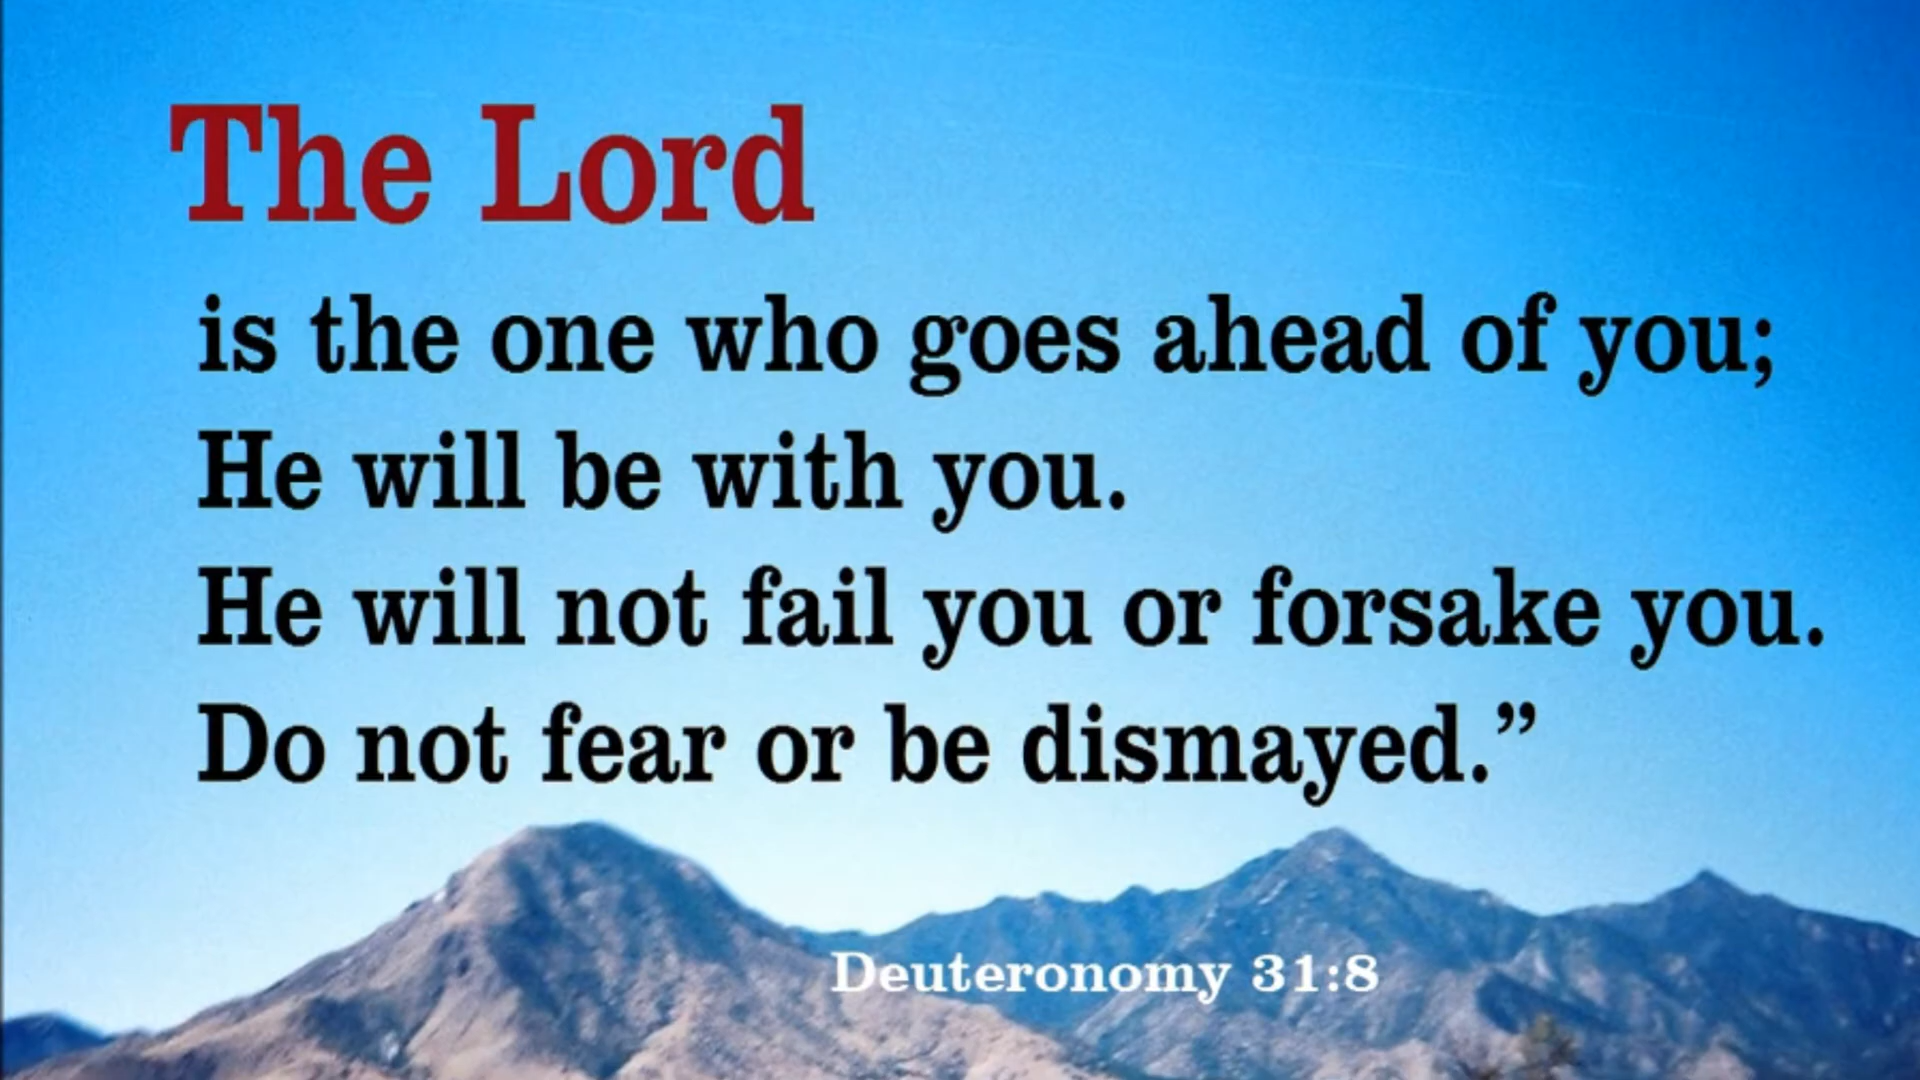 The Lord
is the one who goes ahead of you;
He will be with you.
He will not fail you or forsake you.
Do not fear or be dismayed.”
Deuteronomy 31:8